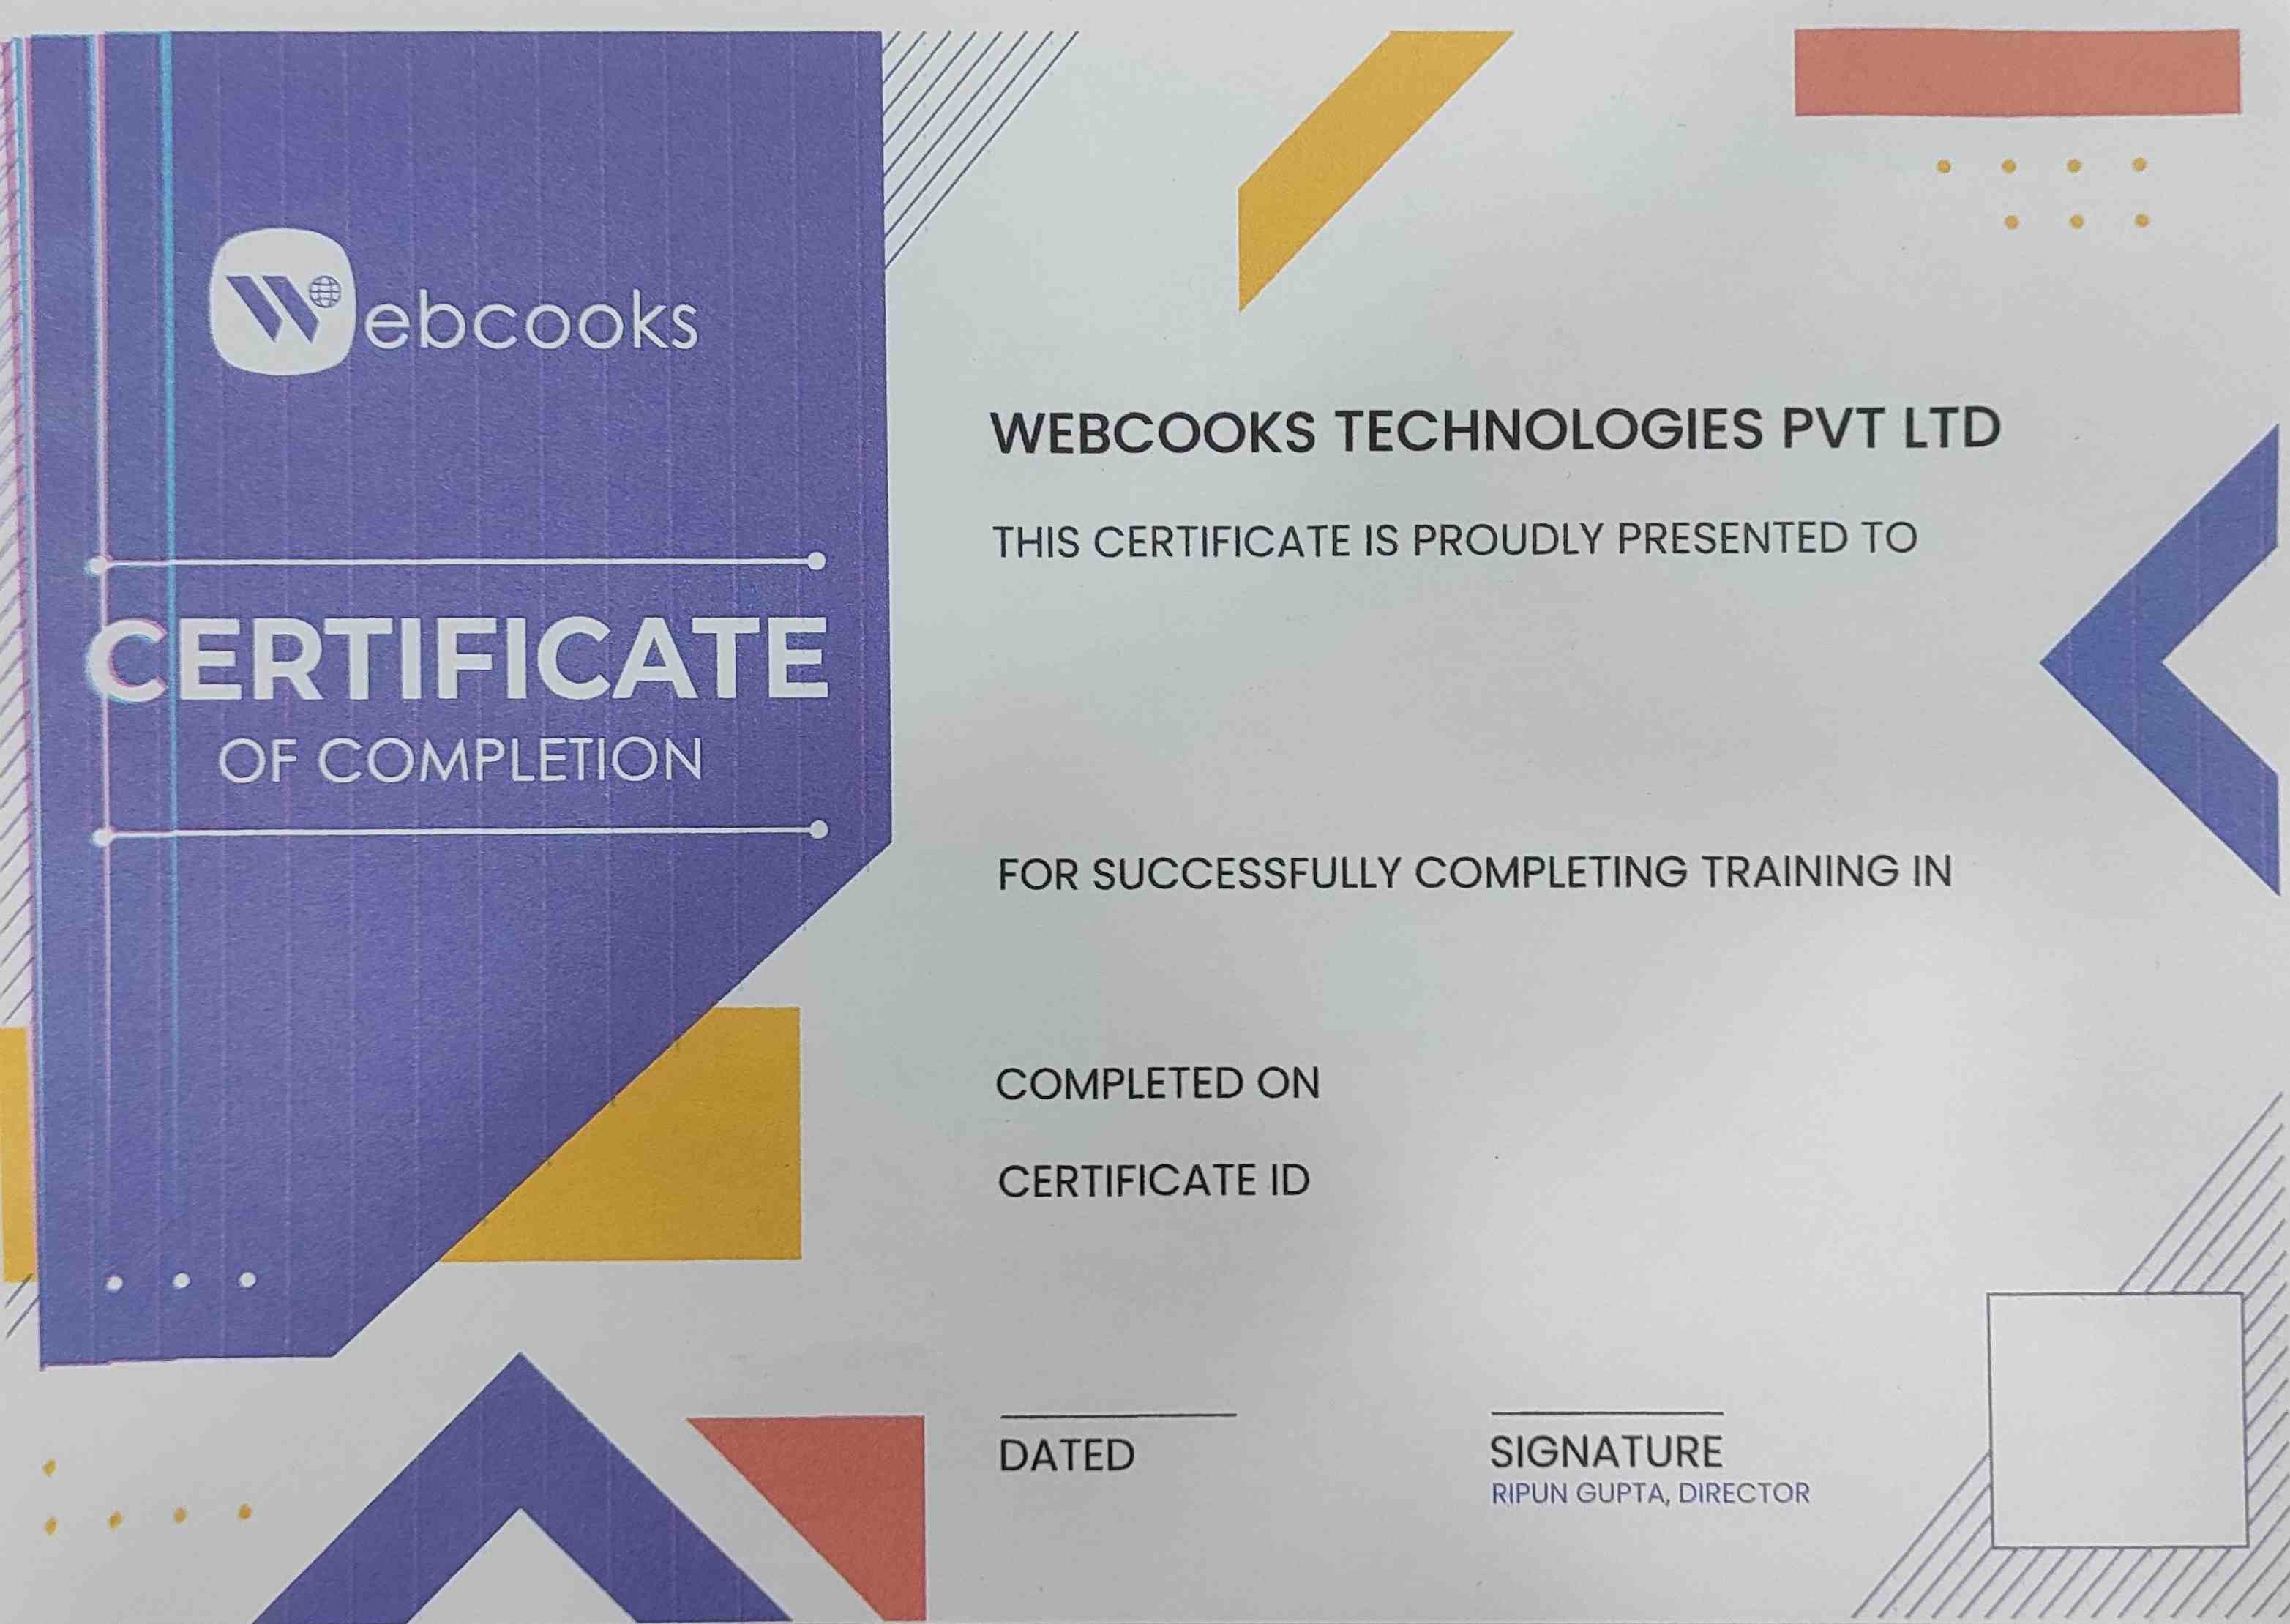 Webcooks
CERTIFICATE
OF COMPLETION
WEBCOOKS TECHNOLOGIES PVT LTD
THIS CERTIFICATE IS PROUDLY PRESENTED TO
FOR SUCCESSFULLY COMPLETING TRAINING IN
COMPLETED ON
CERTIFICATE ID
DATED
SIGNATURE
RIPUN GUPTA, DIRECTOR